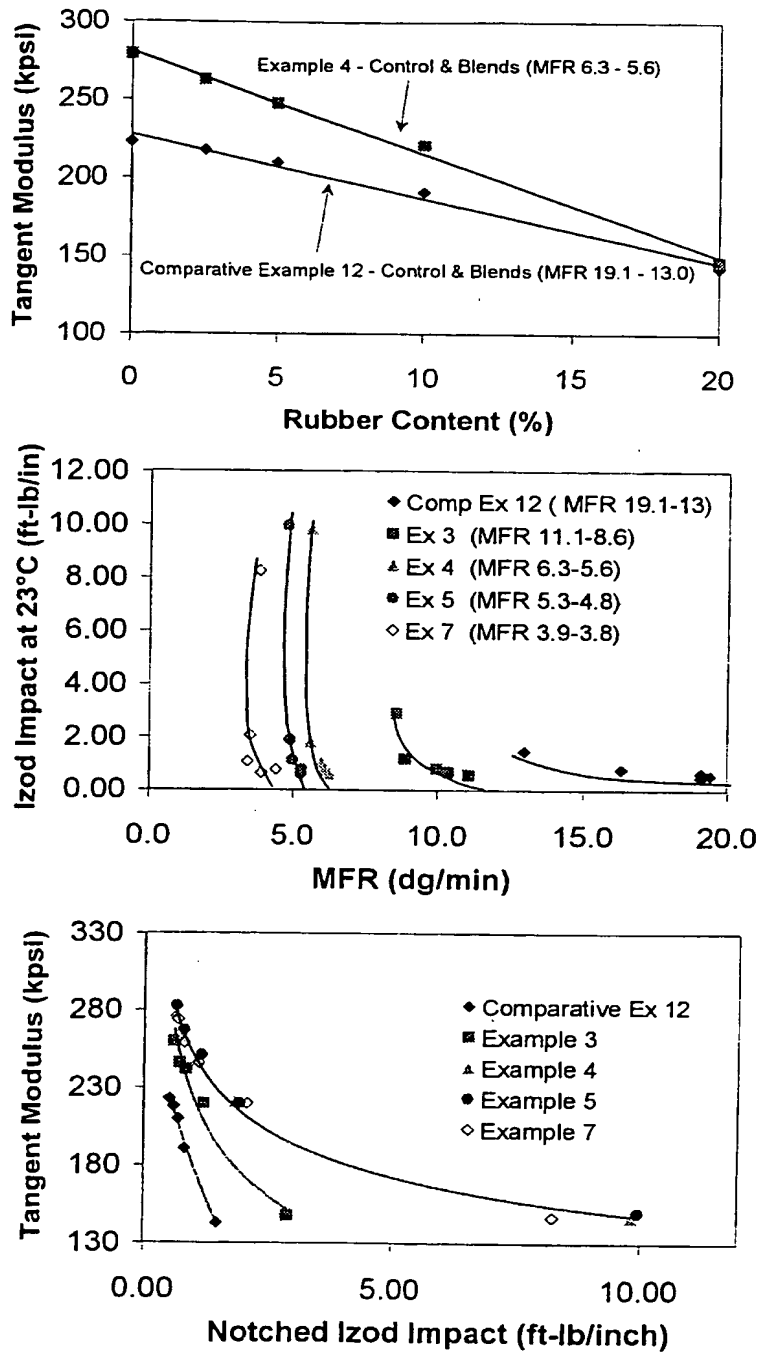 300
250
200
150
100
Tangent Modulus (kpsi)
Example 4 - Control & Blends (MFR 6.3 - 5.6)
Comparative Example 12 - Control & Blends (MFR 19.1 - 13.0)
0
5
10
15
20
Rubber Content (%)
12.00
10.00
8.00
6.00
4.00
2.00
0.00
Izod Impact at 23°C (ft-lb/in)
Comp Ex 12 ( MFR 19.1-13)
Ex 3 (MFR 11.1-8.6)
Ex 4 (MFR 6.3-5.6)
Ex 5 (MFR 5.3-4.8)
Ex 7 (MFR 3.9-3.8)
0.0
5.0
10.0
15.0
20.0
MFR (dg/min)
330
280
230
180
130
Tangent Modulus (kpsi)
Comparative Ex 12
Example 3
Example 4
Example 5
Example 7
0.00
5.00
10.00
Notched Izod Impact (ft-lb/inch)